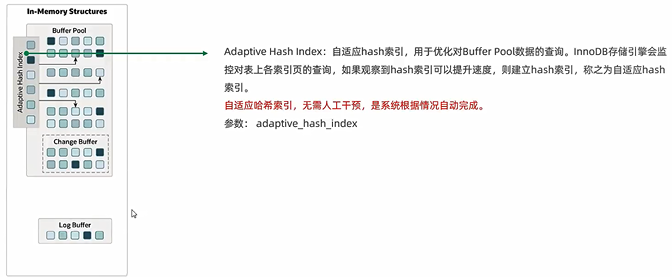 In-Memory Structures
Buffer Pool
Adaptive Hash Index
Change Buffer
Log Buffer
Adaptive Hash Index：自适应hash索引，用于优化对Buffer Pool数据的查询。InnoDB存储引擎会监
控对表上各索引页的查询，如果观察到hash索引可以提升速度，则建立hash索引，称之为自适应hash
索引。
自适应哈希索引，无需人工干预，是系统根据情况自动完成。
参数： adaptive_hash_index